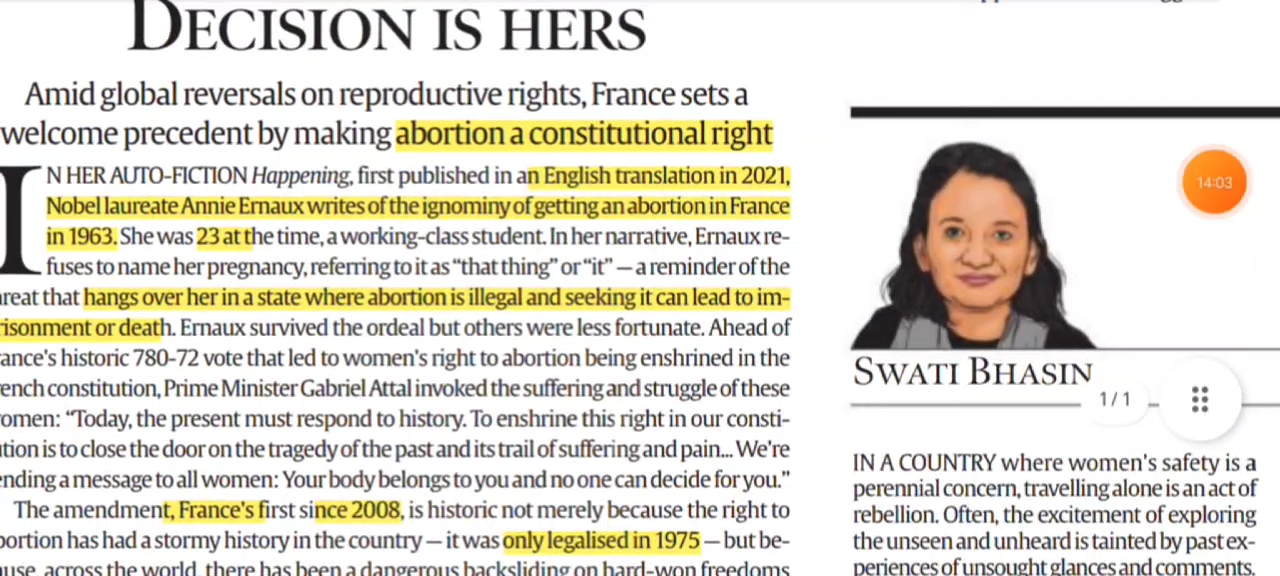 DECISION IS HERS
Amid global reversals on reproductive rights, France sets a
welcome precedent by making abortion a constitutional right
IN HER AUTO-FICTION Happening, first published in an English translation in 2021,
Nobel laureate Annie Ernaux writes of the ignominy of getting an abortion in France
in 1963. She was 23 at the time, a working-class student. In her narrative, Ernaux re-
fuses to name her pregnancy, referring to it as “that thing” or “it” — a reminder of the
reat that hangs over her in a state where abortion is illegal and seeking it can lead to im-
risonment or death. Ernaux survived the ordeal but others were less fortunate. Ahead of
rance's historic 780-72 vote that led to women's right to abortion being enshrined in the
rench constitution, Prime Minister Gabriel Attal invoked the suffering and struggle of these
omen: “Today, the present must respond to history. To enshrine this right in our consti-
ution is to close the door on the tragedy of the past and its trail of suffering and pain... We're
ending a message to all women: Your body belongs to you and no one can decide for you.”
The amendment, France's first since 2008, is historic not merely because the right to
bortion has had a stormy history in the country — it was only legalised in 1975 — but be-
ause, across the world, there has been a dangerous backsliding on hard-won freedoms
14:03
SWATI BHASIN
1/1
IN A COUNTRY where women's safety is a
perennial concern, travelling alone is an act of
rebellion. Often, the excitement of exploring
the unseen and unheard is tainted by past ex-
periences of unsought glances and comments.